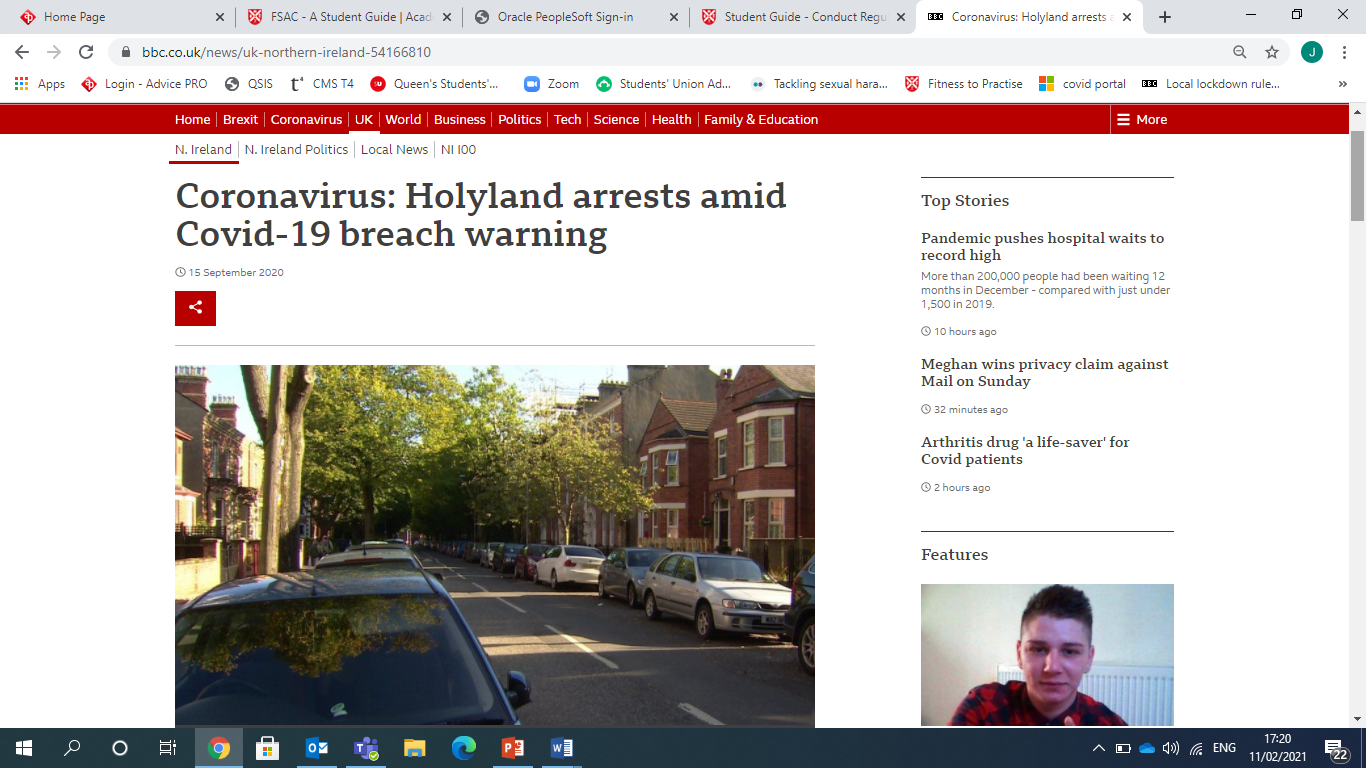 Home Page
FSAC - A Student Guide | Acad
Oracle PeopleSoft Sign-in
Student Guide - Conduct Regu
BBC
Coronavirus: Holyland arrests a
bbc.co.uk/news/uk-northern-ireland-54166810
J
Apps
Login - Advice PRO
QSIS
CMS T4
Queen's Students'...
Zoom
Students' Union Ad...
Tackling sexual hara...
Fitness to Practise
covid portal
BBC
Local lockdown rule...
Home
Brexit
Coronavirus
UK
World
Business
Politics
Tech
Science
Health
Family & Education
More
N. Ireland
N. Ireland Politics
Local News
NI 100
Coronavirus: Holyland arrests amid
Covid-19 breach warning
15 September 2020
Top Stories
Pandemic pushes hospital waits to
record high
More than 200,000 people had been waiting 12
months in December - compared with just under
1,500 in 2019.
10 hours ago
Meghan wins privacy claim against
Mail on Sunday
32 minutes ago
Arthritis drug 'a life-saver' for
Covid patients
2 hours ago
Features
ENG
17:20
11/02/2021
22